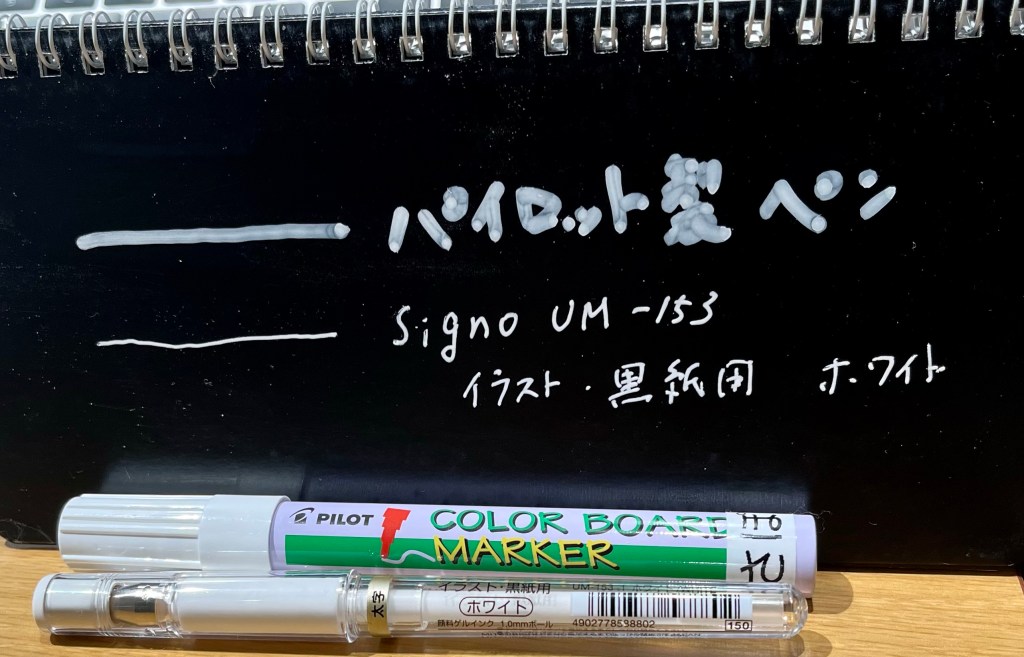 パイロット製 ペン
Signo UM-153
イラスト・黒紙用 ホワイト
PILOT
COLOR BOARD
MARKER
太字
イラスト・黒紙用
ホワイト
顔料ゲルインク 1.0mmボール
4902778538802
150